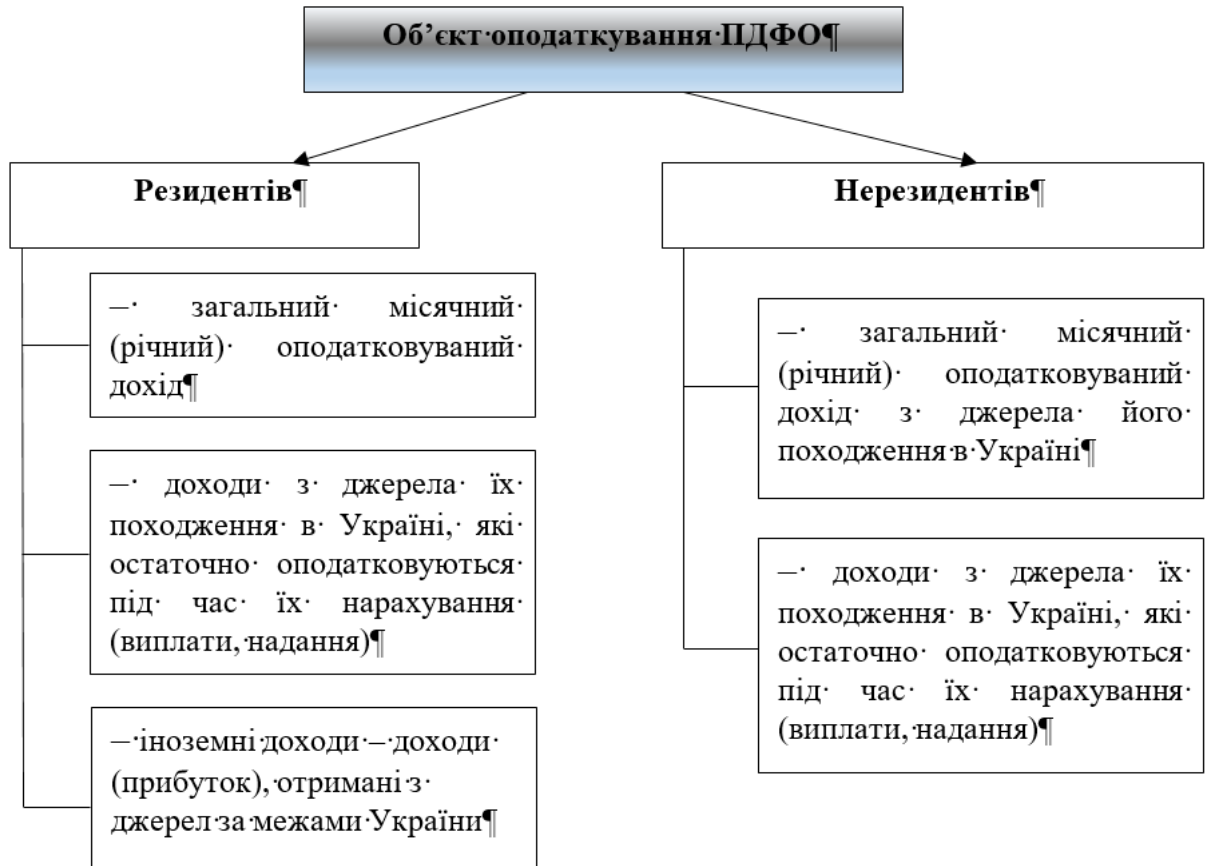 Об’єкт·оподаткування·ПДФО¶
Резидентів¶
—· загальний· місячний·
(річний)· оподатковуваний·
дохід¶
—· доходи· з· джерела· їх·
походження· в· Україні,· які·
остаточно· оподатковуються·
під· час· їх· нарахування·
(виплати,·надання)¶
—·іноземні·доходи·–·доходи·
(прибуток),·отримані·з·
джерел·за·межами·України¶
Нерезидентів¶
—· загальний· місячний·
(річний)· оподатковуваний·
дохід· з· джерела· його·
походження·в·Україні¶
—· доходи· з· джерела· їх·
походження· в· Україні,· які·
остаточно· оподатковуються·
під· час· їх· нарахування·
(виплати,·надання)¶